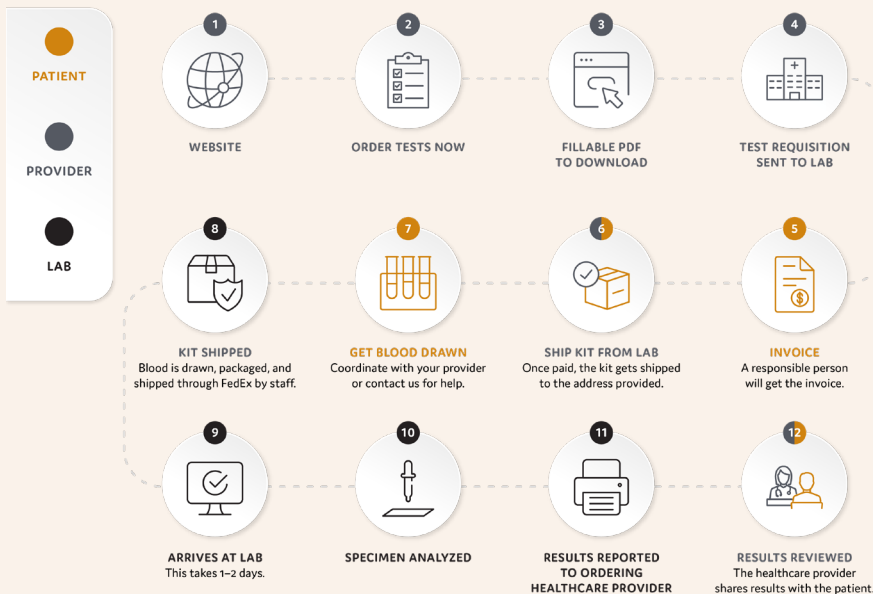 PATIENT
PROVIDER
LAB
1
WEBSITE
2
ORDER TESTS NOW
3
FILLABLE PDF
TO DOWNLOAD
4
TEST REQUISITION
SENT TO LAB
8
KIT SHIPPED
Blood is drawn, packaged, and
shipped through FedEx by staff.
7
GET BLOOD DRAWN
Coordinate with your provider
or contact us for help.
6
SHIP KIT FROM LAB
Once paid, the kit gets shipped
to the address provided.
5
$
INVOICE
A responsible person
will get the invoice.
9
ARRIVES AT LAB
This takes 1–2 days.
10
SPECIMEN ANALYZED
11
RESULTS REPORTED
TO ORDERING
HEALTHCARE PROVIDER
12
RESULTS REVIEWED
The healthcare provider
shares results with the patient.